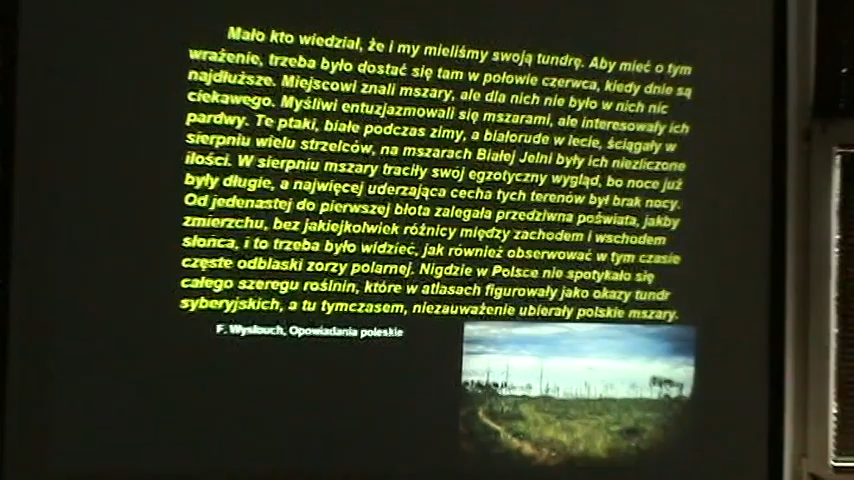 Mało kto wiedział, że i my mieliśmy swoją tundrę. Aby mieć o tym
wrażenie, trzeba było dostać się tam w połowie czerwca, kiedy dnie są
najdłuższe. Miejscowi znali mszary, ale dla nich nie było w nich nic
ciekawego. Myśliwi entuzjazmowali się mszarami, ale interesowały ich
pardwy. Te ptaki, białe podczas zimy, a białorude w lecie, ściągały w
sierpniu wielu strzelców, na mszarach Białej Jelni były ich niezliczone
ilości. W sierpniu mszary traciły swój egzotyczny wygląd, bo noce już
były długie, a najwięcej uderzająca cecha tych terenów był brak nocy.
Od jedenastej do pierwszej błota zalegała przedziwna poświata, jakby
zmierzchu, bez jakiejkolwiek różnicy między zachodem i wschodem
słońca, i to trzeba było widzieć, jak również obserwować w tym czasie
częste odblaski zorzy polarnej. Nigdzie w Polsce nie spotykało się
całego szeregu roślin, które w atlasach figurowały jako okazy tundr
syberyjskich, a tu tymczasem, niezauważenie ubierały polskie mszary.
F. Wysłouch, Opowiadania poleskie